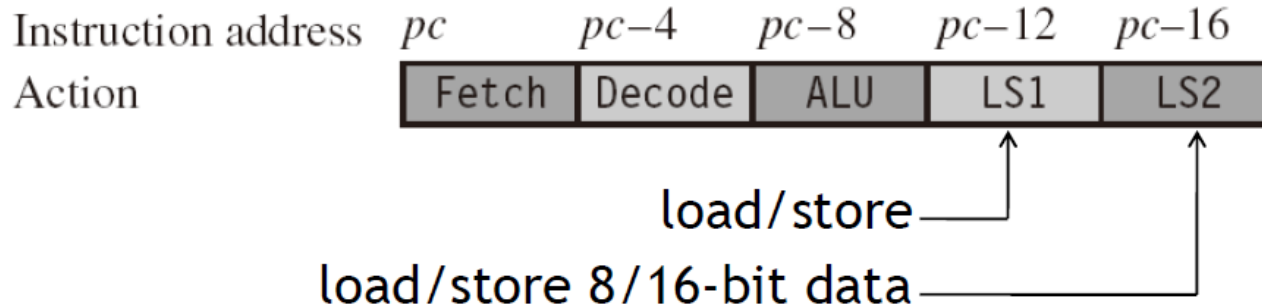 Instruction address pc pc–4 pc–8 pc–12 pc–16
Action Fetch Decode ALU LS1 LS2
load/store
load/store 8/16-bit data